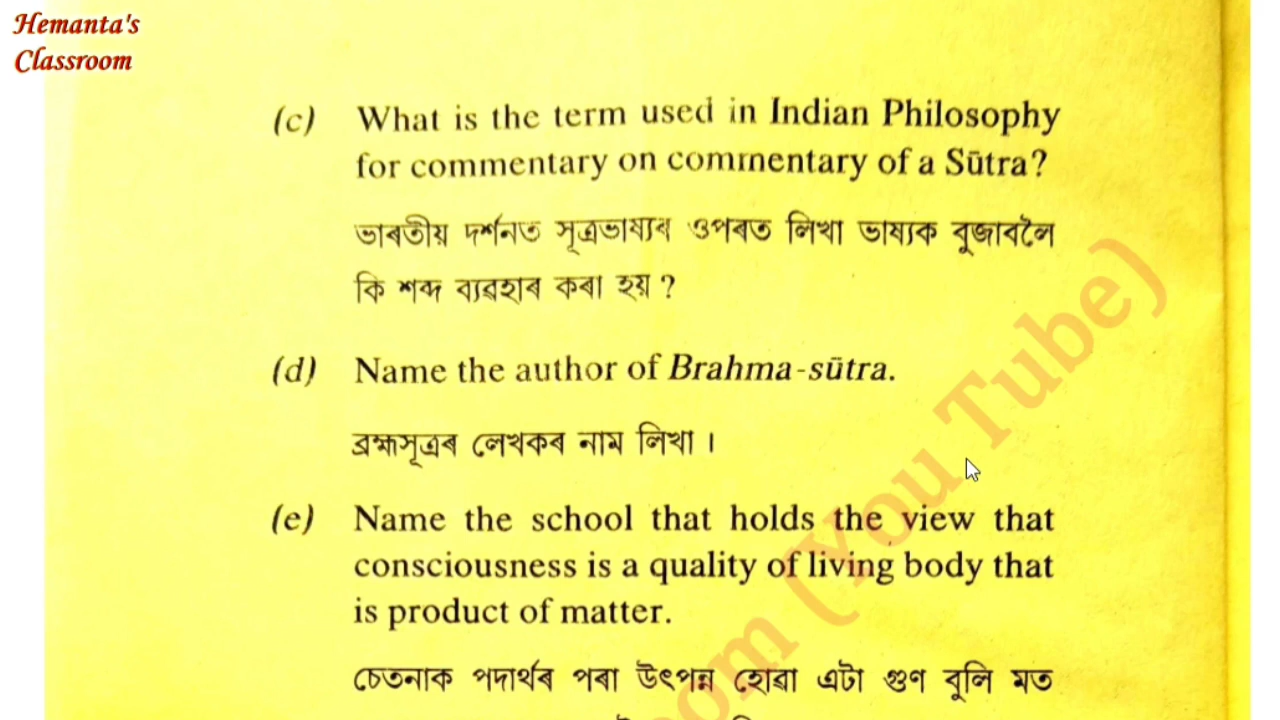 Hemanta's
Classroom
(c) What is the term used in Indian Philosophy
for commentary on commentary of a Sūtra?
ভাৰতীয় দৰ্শনত সূত্ৰভাষ্যৰ ওপৰত লিখা ভাষ্যক বুজাবলৈ
কি শব্দ ব্যৱহাৰ কৰা হয় ?
(d) Name the author of Brahma-sūtra.
ব্ৰহ্মসূত্ৰৰ লেখকৰ নাম লিখা ।
(e) Name the school that holds the view that
consciousness is a quality of living body that
is product of matter.
চেতনাক পদাৰ্থৰ পৰা উৎপন্ন হোৱা এটা গুণ বুলি মত
oom (You Tube)